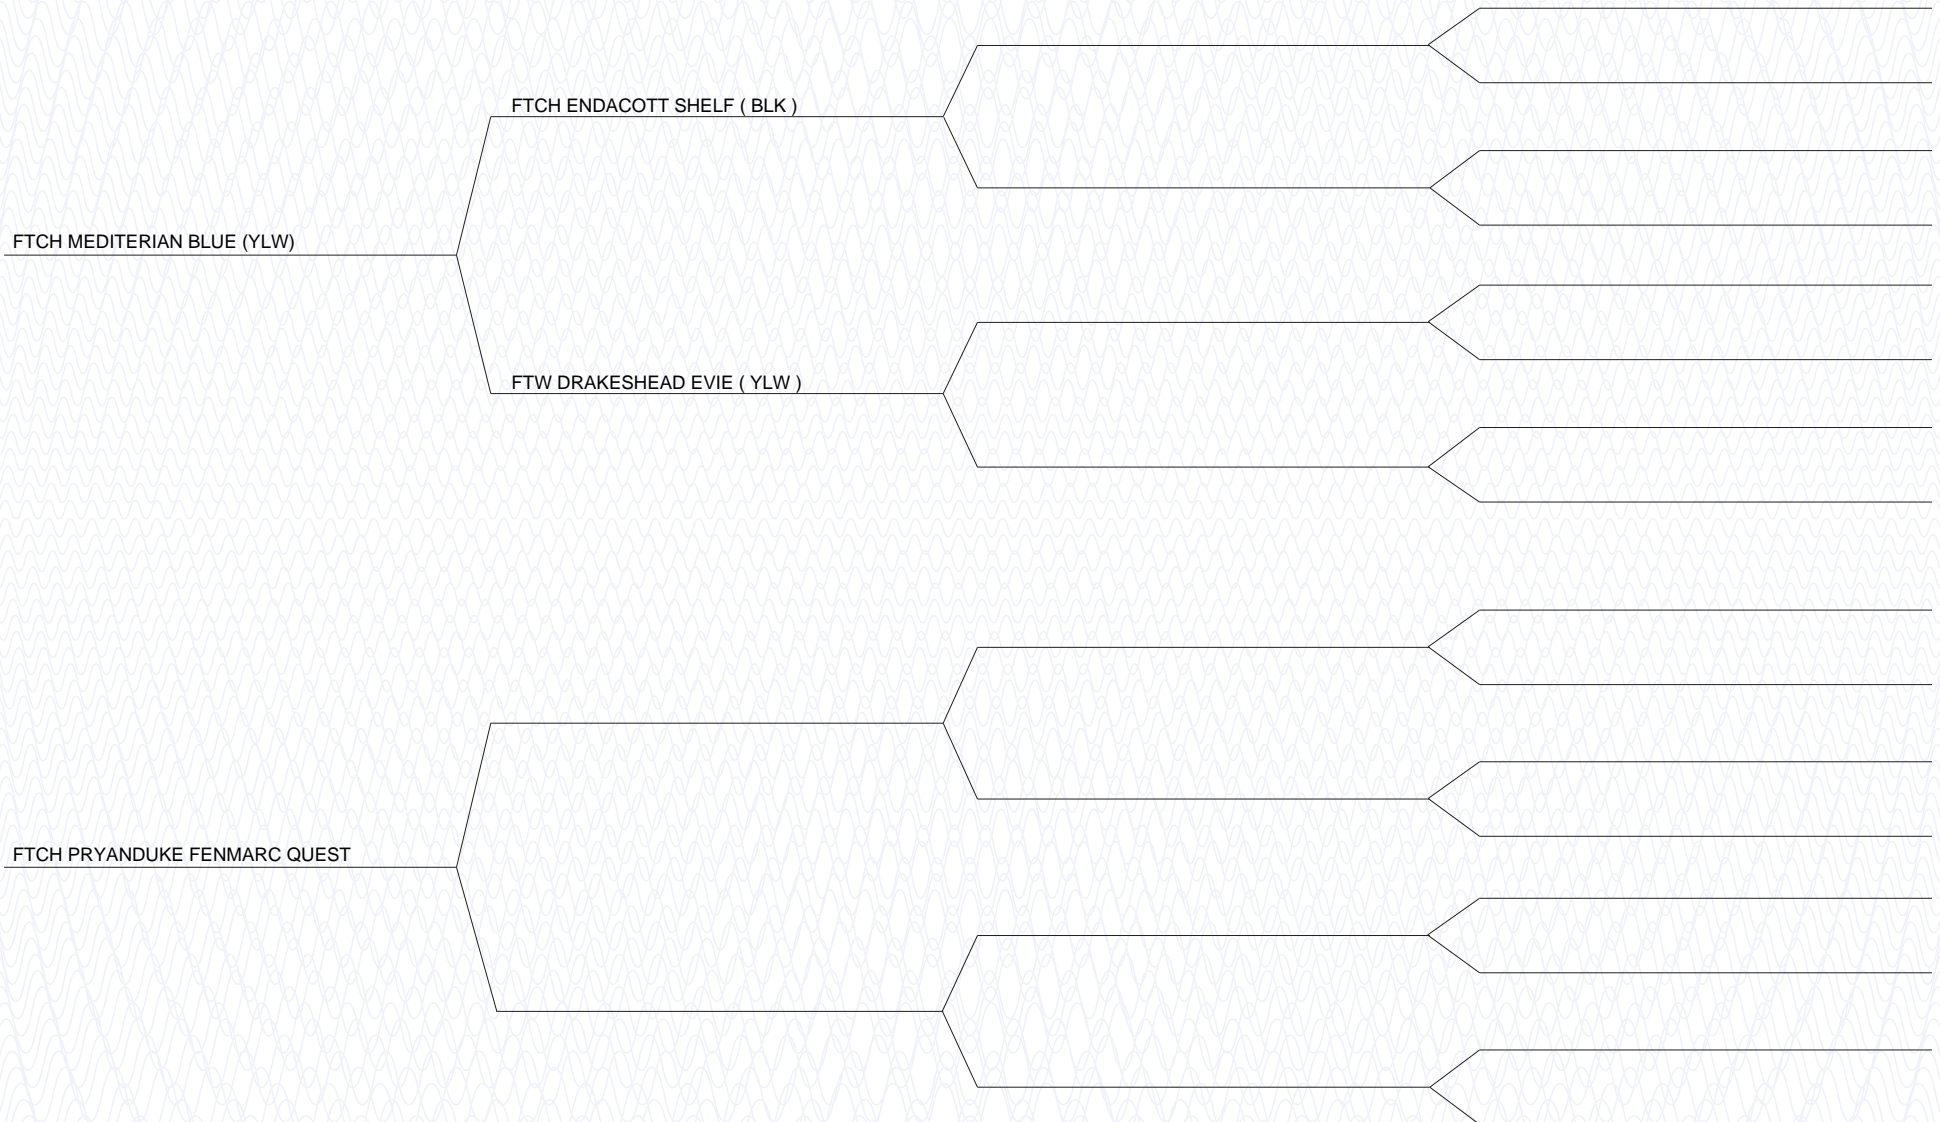 FTCH ENDACOTT SHELF ( BLK )
FTCH MEDITERIAN BLUE (YLW)
FTW DRAKESHEAD EVIE ( YLW )
FTCH PRYANDUKE FENMARC QUEST